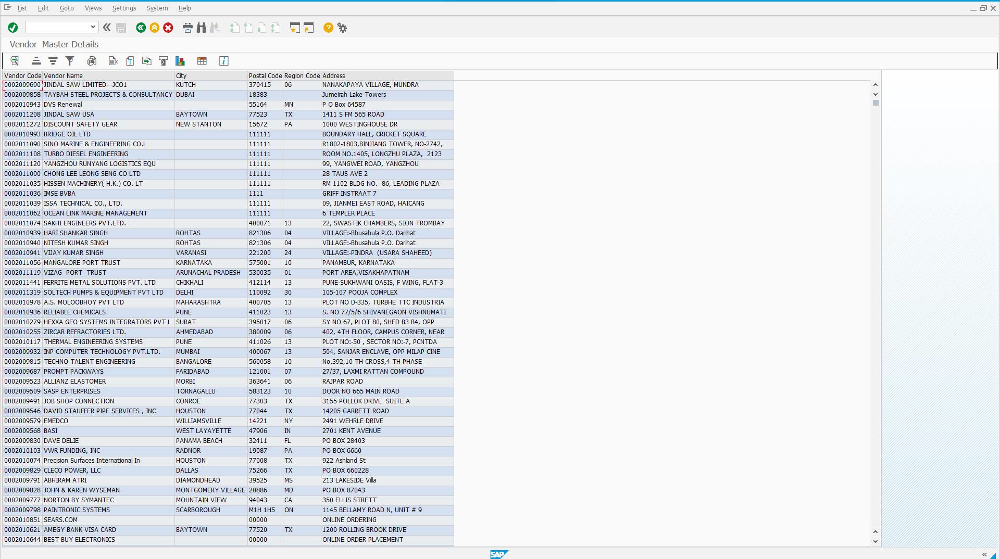 List Edit Goto Views Settings System Help
Vendor Master Details
Vendor Code Vendor Name City Postal Code Region Code Address
0002009690 JINDAL SAW LIMITED- -JCO1 KUTCH 370415 06 NANAKAPAYA VILLAGE, MUNDRA
0002009858 TAYBAH STEEL PROJECTS & CONSULTANCY DUBAI 18383 Jumeirah Lake Towers
0002010943 DVS Renewal 55164 MN P O Box 64587
0002011208 JINDAL SAW USA BAYTOWN 77523 TX 1411 S FM 565 ROAD
0002011272 DISCOUNT SAFETY GEAR NEW STANTON 15672 PA 1000 WESTINGHOUSE DR
0002010993 BRIDGE OIL LTD 111111 BOUNDARY HALL, CRICKET SQUARE
0002011090 SINO MARINE & ENGINEERING CO.L 111111 R1802-1803,BINJIANG TOWER, NO-2742,
0002011108 TURBO DIESEL ENGINEERING 111111 ROOM NO.1405, LONGZHU PLAZA, 2123
0002011120 YANGZHOU RUNYANG LOGISTICS EQU 111111 99, YANGWEI ROAD, YANGZHOU
0002011000 CHONG LEE LEONG SENG CO LTD 111111 28 TAUS AVE 2
0002011035 HISSEN MACHINERY( H.K.) CO. LT 111111 RM 1102 BLDG NO.- 86, LEADING PLAZA
0002011036 IMSE BVBA 1111 GRIFF INSTRAAT 7
0002011039 ISSA TECHNICAL CO., LTD. 111111 09, JIANMEI EAST ROAD, HAICANG
0002011062 OCEAN LINK MARINE MANAGEMENT 111111 6 TEMPLER PLACE
0002011074 SAKHI ENGINEERS PVT.LTD. 400071 13 22, SWASTIK CHAMBERS, SION TROMBAY
0002010939 HARI SHANKAR SINGH ROHTAS 821306 04 VILLAGE:-Bhusahula P.O. Darihat
0002010940 NITESH KUMAR SINGH ROHTAS 821306 04 VILLAGE:-Bhusahula P.O. Darihat
0002010941 VIJAY KUMAR SINGH VARANASI 221200 24 VILLAGE:-PINDRA (USARA SHAHEED)
0002011056 MANGALORE PORT TRUST KARNATAKA 575001 10 PANAMBUR, KARNATAKA
0002011119 VIZAG PORT TRUST ARUNACHAL PRADESH 530035 01 PORT AREA,VISAKHAPATNAM
0002011441 FERRITE METAL SOLUTIONS PVT. LTD CHIKHALI 412114 13 PUNE-SUKHWANI OASIS, F WING, FLAT-3
0002011319 SOLTECH PUMPS & EQUIPMENT PVT LTD DELHI 110092 30 105-107 POOJA COMPLEX
0002010978 A.S. MOLOOBHOY PVT LTD MAHARASHTRA 400705 13 PLOT NO D-335, TURBHE TTC INDUSTRIA
0002010936 RELIABLE CHEMICALS PUNE 411023 13 S. NO 77/5/6 SHIVANEGAON VISHNUMATI
0002010279 HEXXA GEO SYSTEMS INTEGRATORS PVT L SURAT 395017 06 SY NO 67, PLOT 80, SHED B3 B4, OPP
0002010255 ZIRCAR REFRACTORIES LTD. AHMEDABAD 380009 06 402, 4TH FLOOR, CAMPUS CORNER, NEAR
0002010117 THERMAL ENGINEERING SYSTEMS PUNE 411026 13 PLOT NO:-50 , SECTOR NO:-7, PCNTDA
0002009932 INP COMPUTER TECHNOLOGY PVT.LTD. MUMBAI 400067 13 504, SANJAR ENCLAVE, OPP MILAP CINE
0002009815 TECHNO TALENT ENGINEERING BANGALORE 560058 10 No.392,10 TH CROSS,4 TH PHASE
0002009687 PROMPT PACKWAYS FARIDABAD 121001 07 27/37, LAXMI RATTAN COMPOUND
0002009523 ALLIANZ ELASTOMER MORBI 363641 06 RAJPAR ROAD
0002009509 SASP ENTERPRISES TORNAGALLU 583123 10 DOOR NO 665 MAIN ROAD
0002009491 JOB SHOP CONNECTION CONROE 77303 TX 3155 POLLOK DRIVE SUITE A
0002009546 DAVID STAUFFER PIPE SERVICES , INC HOUSTON 77044 TX 14205 GARRETT ROAD
0002009579 EMEDCO WILLIAMSVILLE 14221 NY 2491 WEHRLE DRIVE
0002009568 BASI WEST LAYAYETTE 47906 IN 2701 KENT AVENUE
0002009830 DAVE DELIE PANAMA BEACH 32411 FL PO BOX 28403
0002010103 VWR FUNDING, INC RADNOR 19087 PA PO BOX 6660
0002010074 Precision Surfaces International In HOUSTON 77008 TX 922 Ashland St
0002009829 CLECO POWER, LLC DALLAS 75266 TX PO BOX 660228
0002009791 ABHIRAM ATRI DIAMONDHEAD 39525 MS 213 LAKESIDE Villa
0002009828 JOHN & KAREN WYSEMAN MONTGOMERY VILLAGE 20886 MD PO BOX 87043
0002009777 NORTON BY SYMANTEC MOUNTAIN VIEW 94043 CA 350 ELLIS STRETT
0002009798 PAINTRONIC SYSTEMS SCARBOROUGH M1H 1H5 ON 1145 BELLAMY ROAD N, UNIT # 9
0002010851 SEARS.COM 00000 ONLINE ORDERING
0002010621 AMEGY BANK VISA CARD BAYTOWN 77520 TX 1200 ROLLING BROOK DRIVE
0002010644 BEST BUY ELECTRONICS 00000 ONLINE ORDER PLACEMENT
SAP